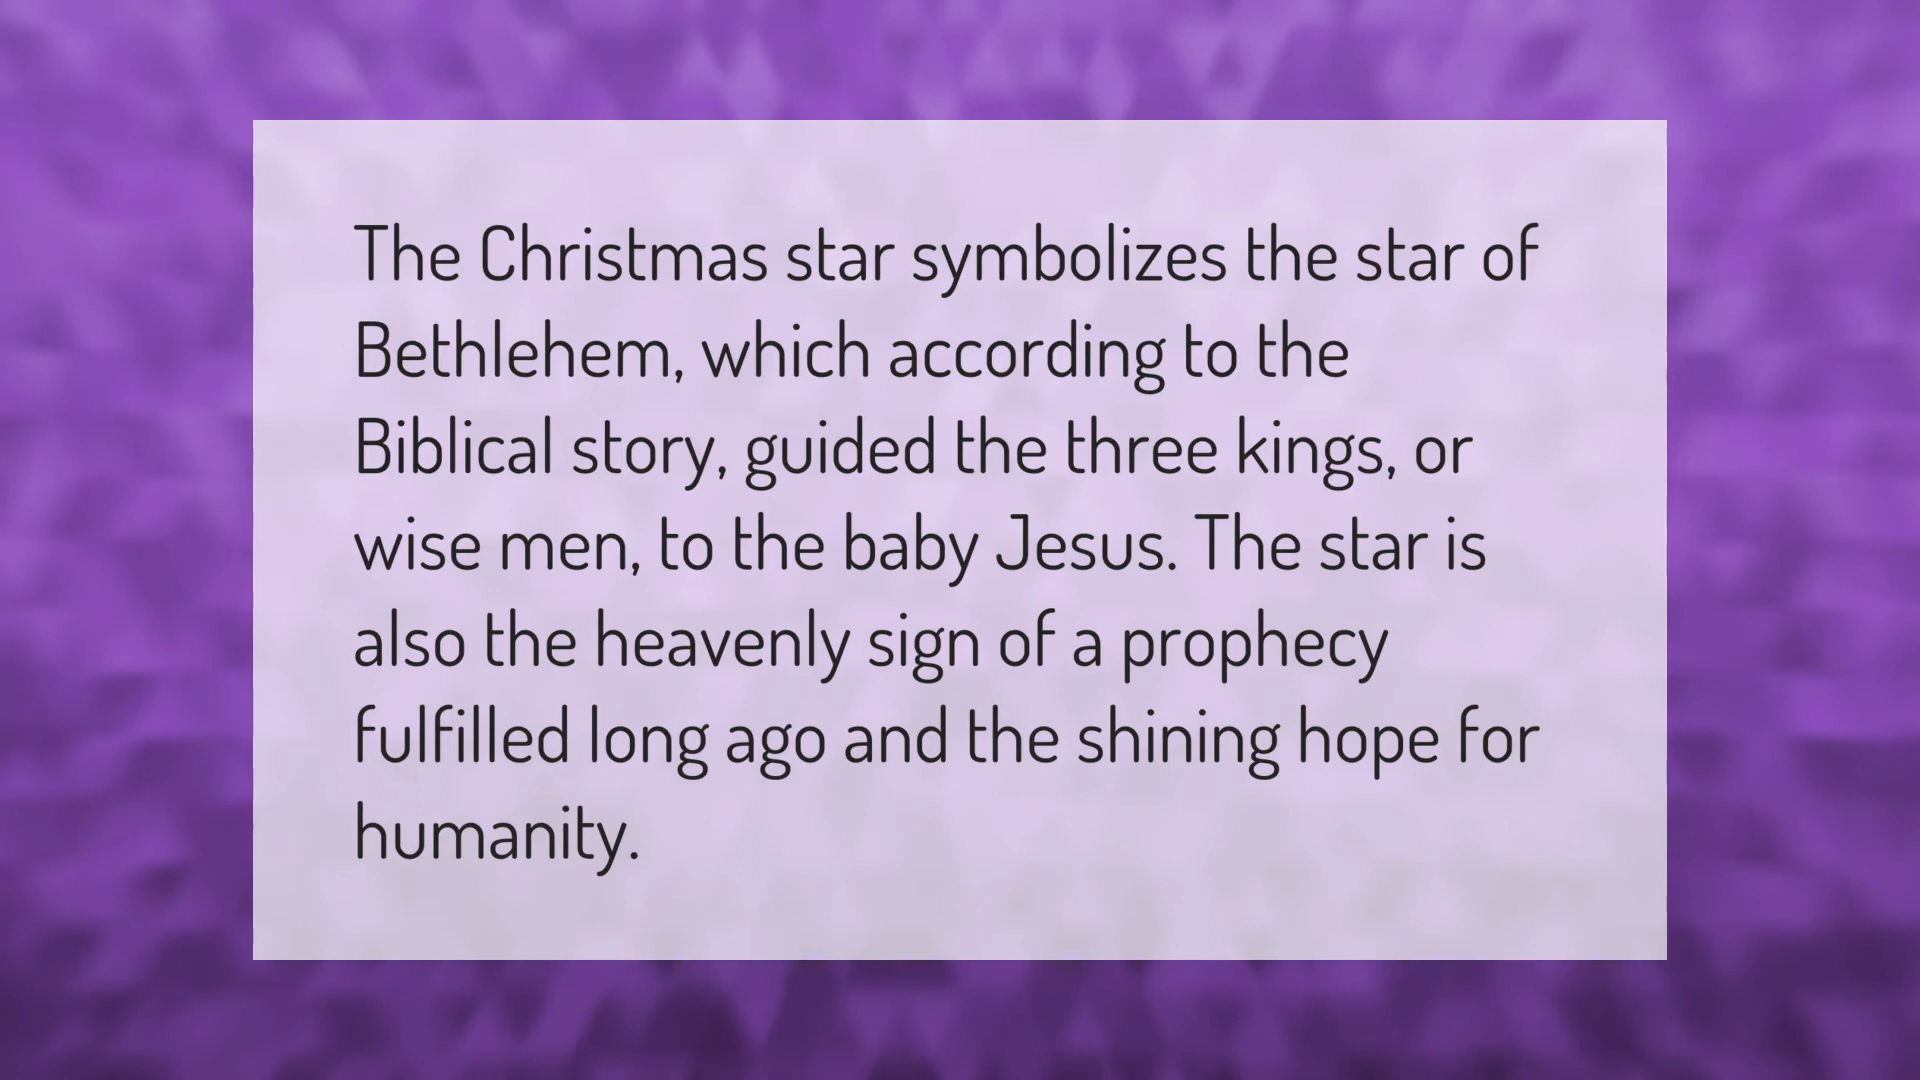 The Christmas star symbolizes the star of
Bethlehem, which according to the
Biblical story, guided the three kings, or
wise men, to the baby Jesus. The star is
also the heavenly sign of a prophecy
fulfilled long ago and the shining hope for
humanity.